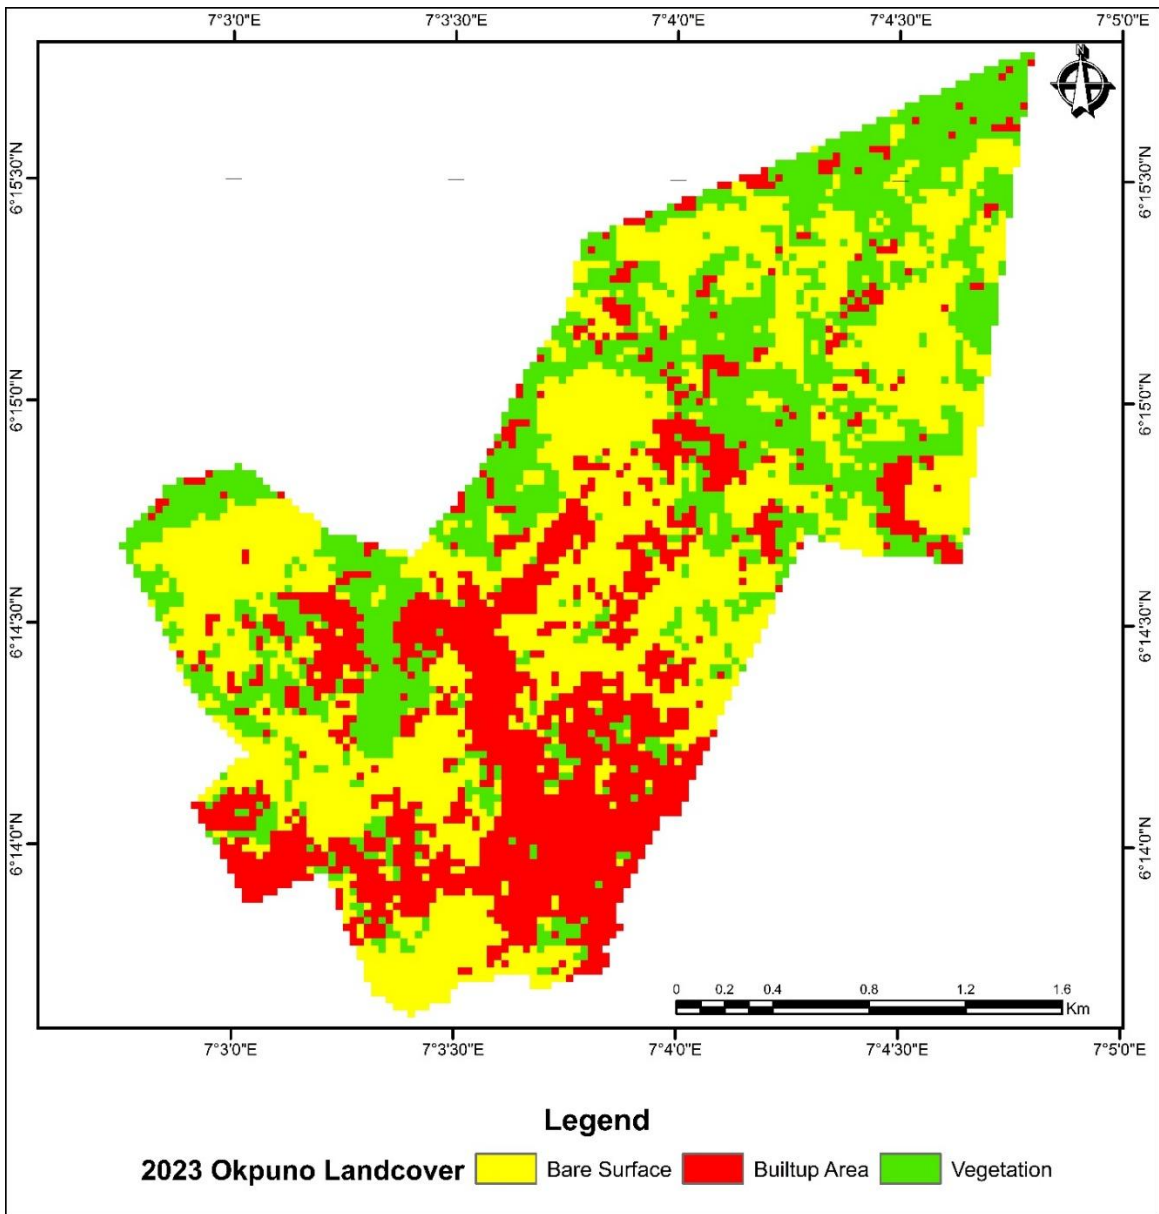 7°3'0"E 7°3'30"E 7°4'0"E 7°4'30"E 7°5'0"E
N
6°15'30"N 6°15'30"N
6°15'0"N 6°15'0"N
6°14'30"N 6°14'30"N
6°14'0"N 6°14'0"N
0 0.2 0.4 0.8 1.2 1.6
Km
7°3'0"E 7°3'30"E 7°4'0"E 7°4'30"E 7°5'0"E
Legend
2023 Okpuno Landcover Bare Surface Builtup Area Vegetation